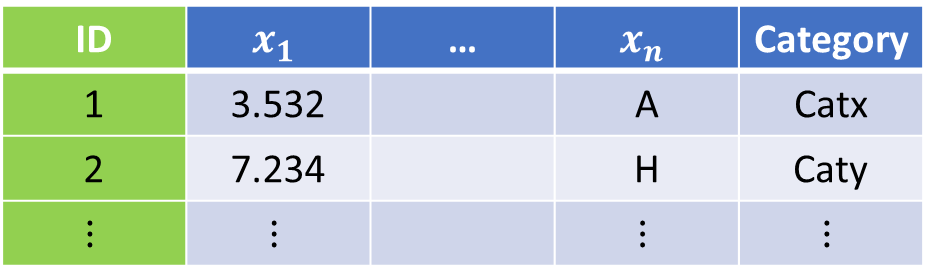 ID x₁ ... xₙ Category
1 3.532 A Catx
2 7.234 H Caty
⋮ ⋮ ⋮ ⋮